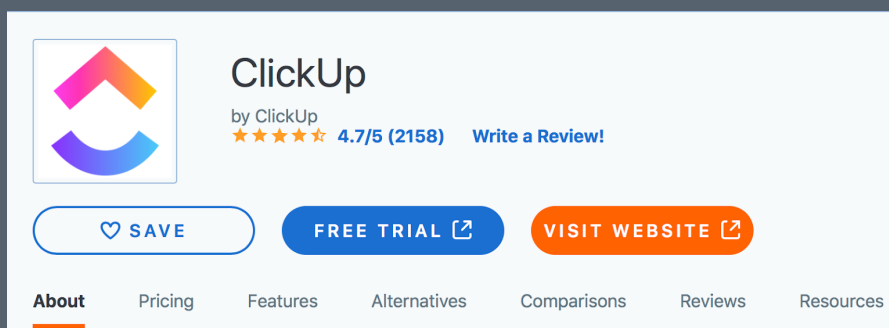 ClickUp
by ClickUp
4.7/5 (2158) Write a Review!
SAVE FREE TRIAL VISIT WEBSITE
About Pricing Features Alternatives Comparisons Reviews Resources